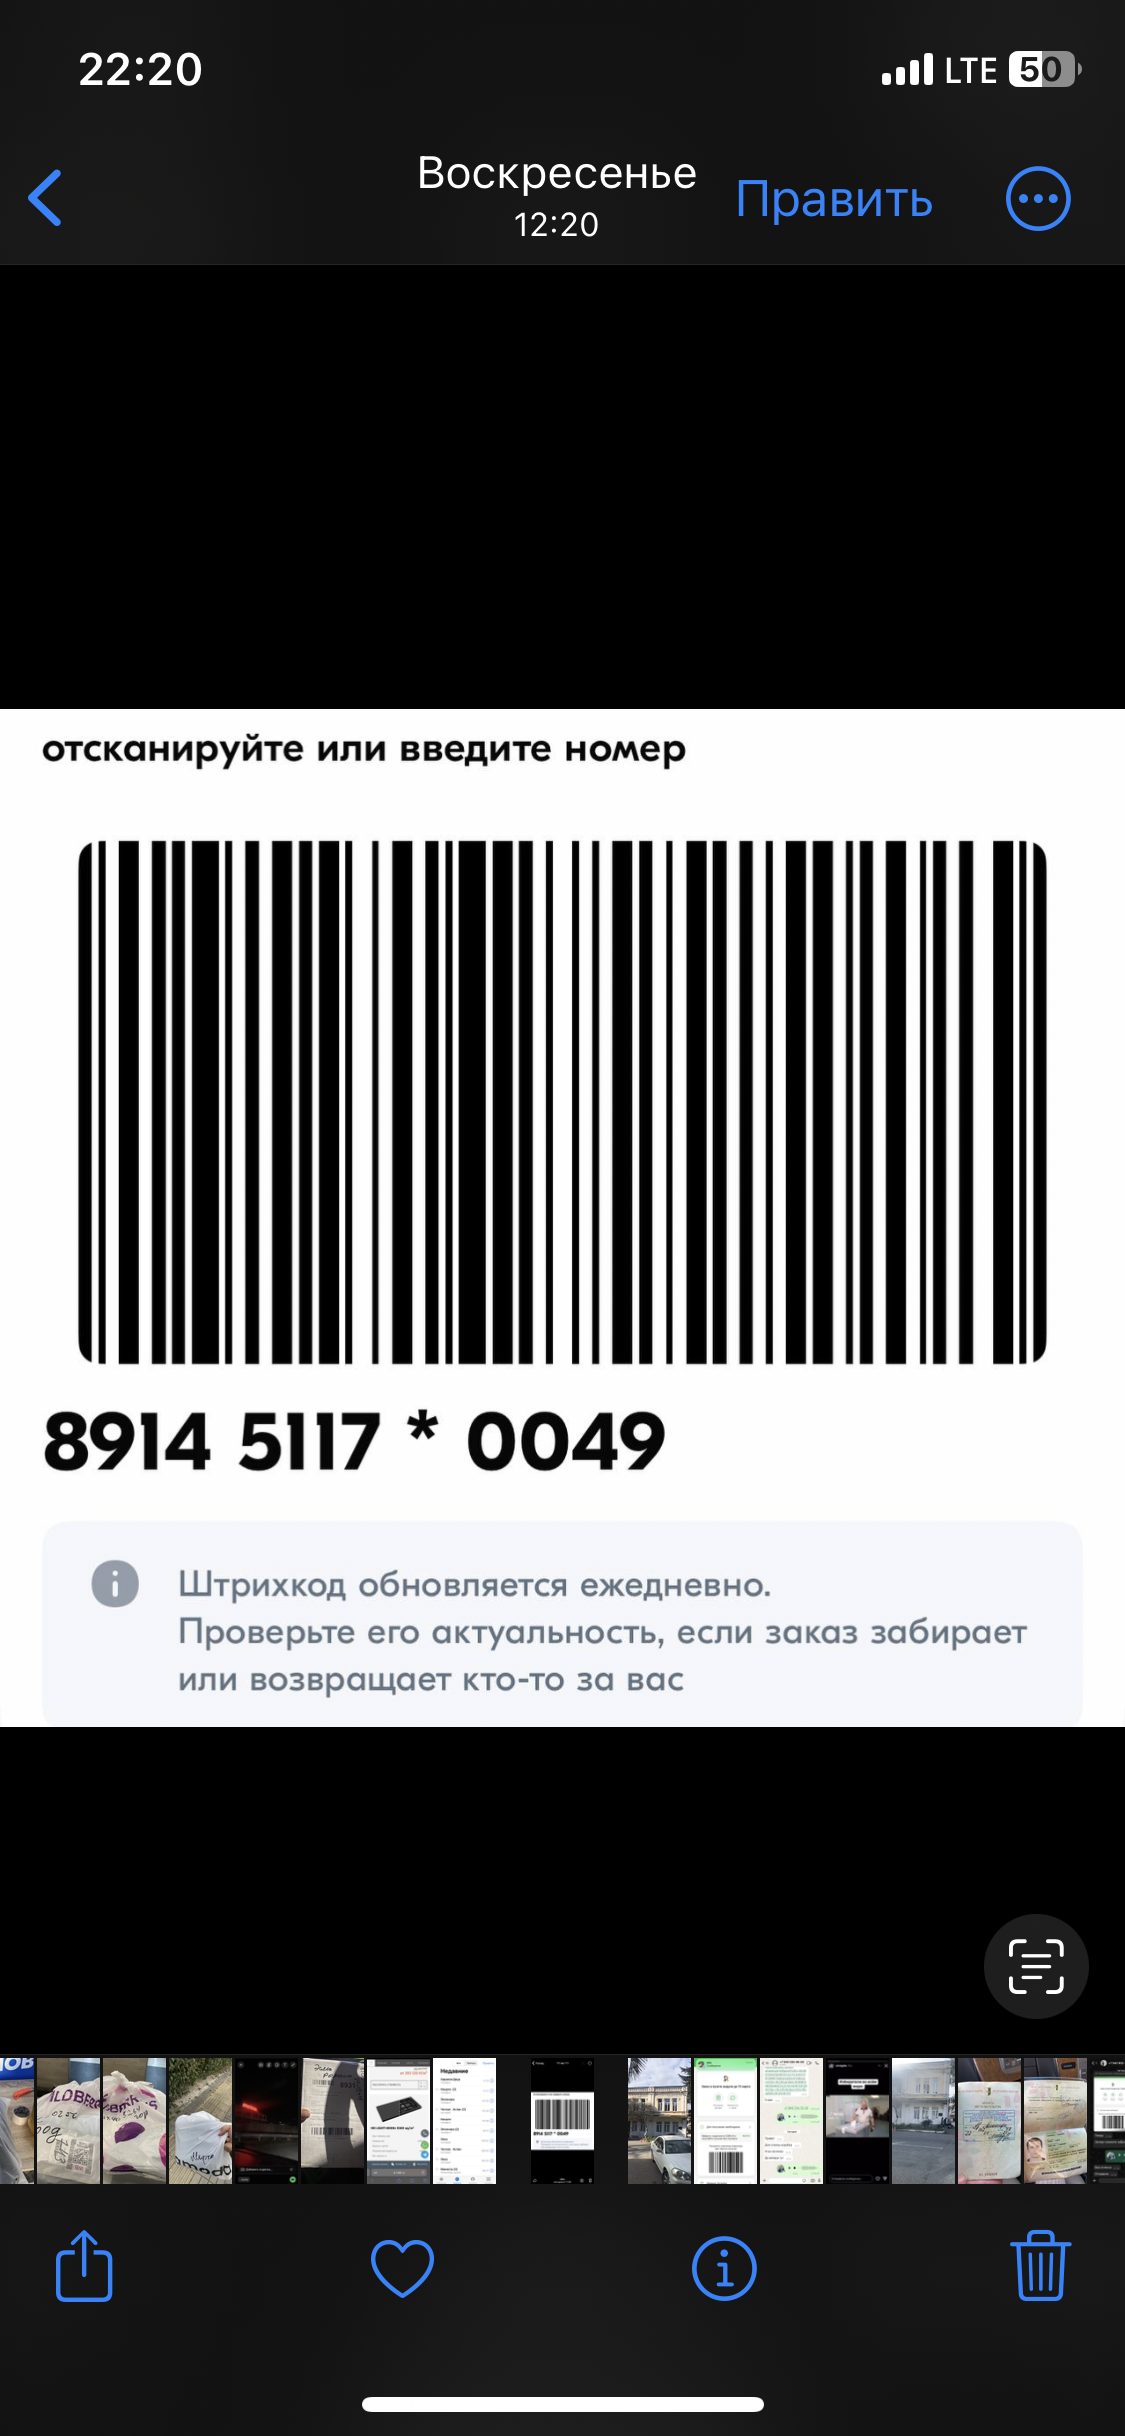 22:20
LTE 50
Воскресенье
12:20
Править
отсканируйте или введите номер
8914 5117 * 0049
Штрихкод обновляется ежедневно.
Проверьте его актуальность, если заказ забирает
или возвращает кто-то за вас